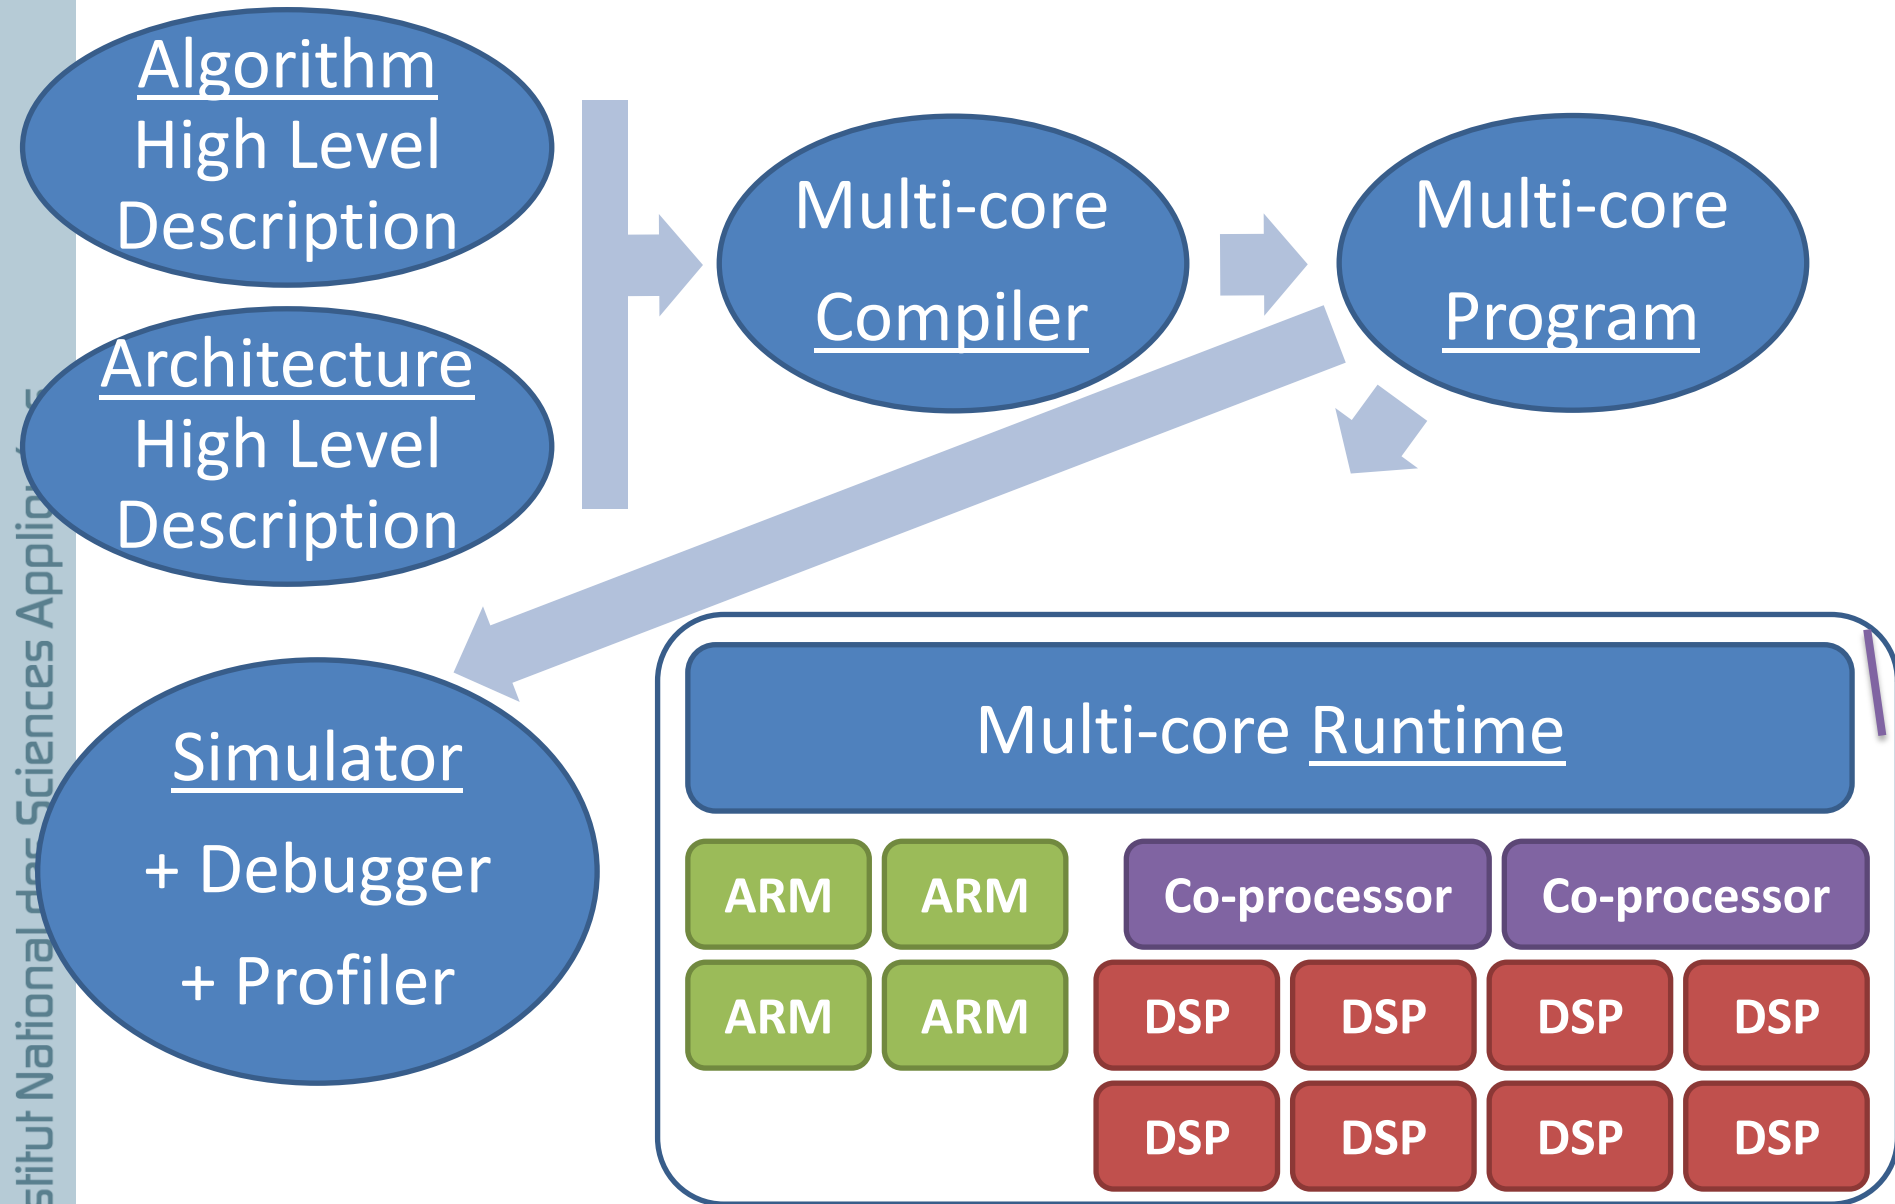 Algorithm
High Level
Description
Architecture
High Level
Description
Multi-core
Compiler
Multi-core
Program
Simulator
+ Debugger
+ Profiler
Multi-core Runtime
ARM ARM Co-processor Co-processor
ARM ARM DSP DSP DSP DSP
DSP DSP DSP DSP
National des Sciences